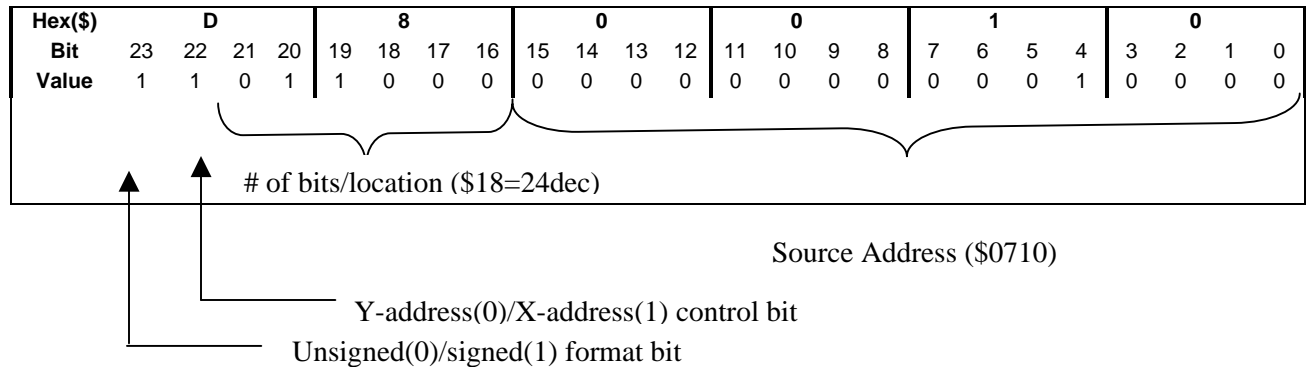 Hex($) D 8 0 0 1 0
Bit 23 22 21 20 19 18 17 16 15 14 13 12 11 10 9 8 7 6 5 4 3 2 1 0
Value 1 1 0 1 1 0 0 0 0 0 0 0 0 0 0 0 0 0 0 1 0 0 0 0
# of bits/location ($18=24dec)
Source Address ($0710)
Y-address(0)/X-address(1) control bit
Unsigned(0)/signed(1) format bit